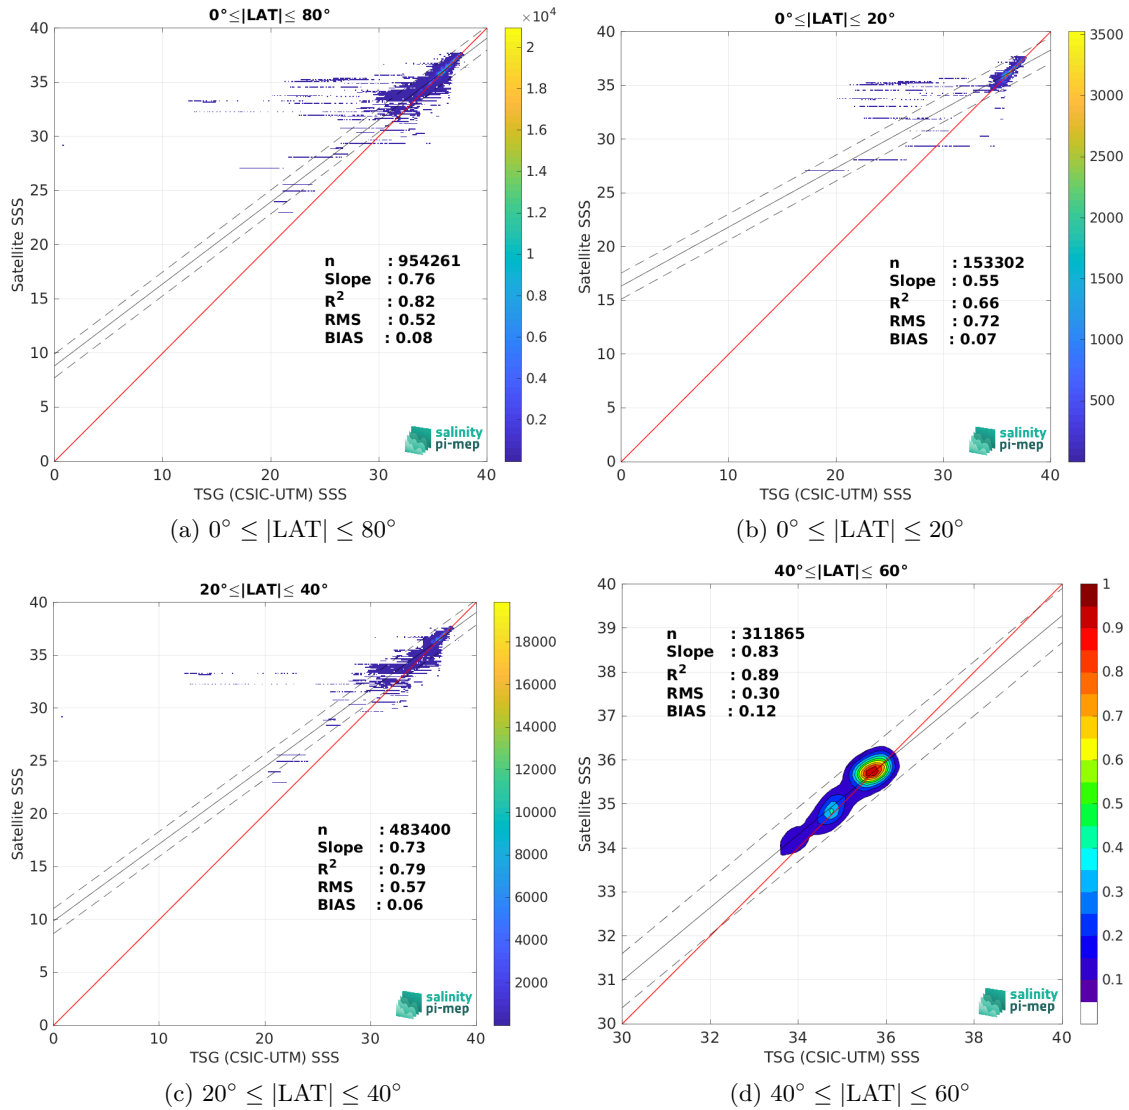 0°≤|LAT|≤ 80°
×10⁴
40
35
30
25
20
15
10
5
0
Satellite SSS
0
10
20
30
40
TSG (CSIC-UTM) SSS
2
1.8
1.6
1.4
1.2
1
0.8
0.6
0.4
0.2
n : 954261
Slope : 0.76
R² : 0.82
RMS : 0.52
BIAS : 0.08
salinity
pi-mep
(a) 0° ≤ |LAT| ≤ 80°
0°≤|LAT|≤ 20°
40
35
30
25
20
15
10
5
0
Satellite SSS
0
10
20
30
40
TSG (CSIC-UTM) SSS
3500
3000
2500
2000
1500
1000
500
n : 153302
Slope : 0.55
R² : 0.66
RMS : 0.72
BIAS : 0.07
salinity
pi-mep
(b) 0° ≤ |LAT| ≤ 20°
20°≤|LAT|≤ 40°
40
35
30
25
20
15
10
5
0
Satellite SSS
0
10
20
30
40
TSG (CSIC-UTM) SSS
18000
16000
14000
12000
10000
8000
6000
4000
2000
n : 483400
Slope : 0.73
R² : 0.79
RMS : 0.57
BIAS : 0.06
salinity
pi-mep
(c) 20° ≤ |LAT| ≤ 40°
40°≤|LAT|≤ 60°
40
39
38
37
36
35
34
33
32
31
30
Satellite SSS
30
32
34
36
38
40
TSG (CSIC-UTM) SSS
1
0.9
0.8
0.7
0.6
0.5
0.4
0.3
0.2
0.1
n : 311865
Slope : 0.83
R² : 0.89
RMS : 0.30
BIAS : 0.12
salinity
pi-mep
(d) 40° ≤ |LAT| ≤ 60°